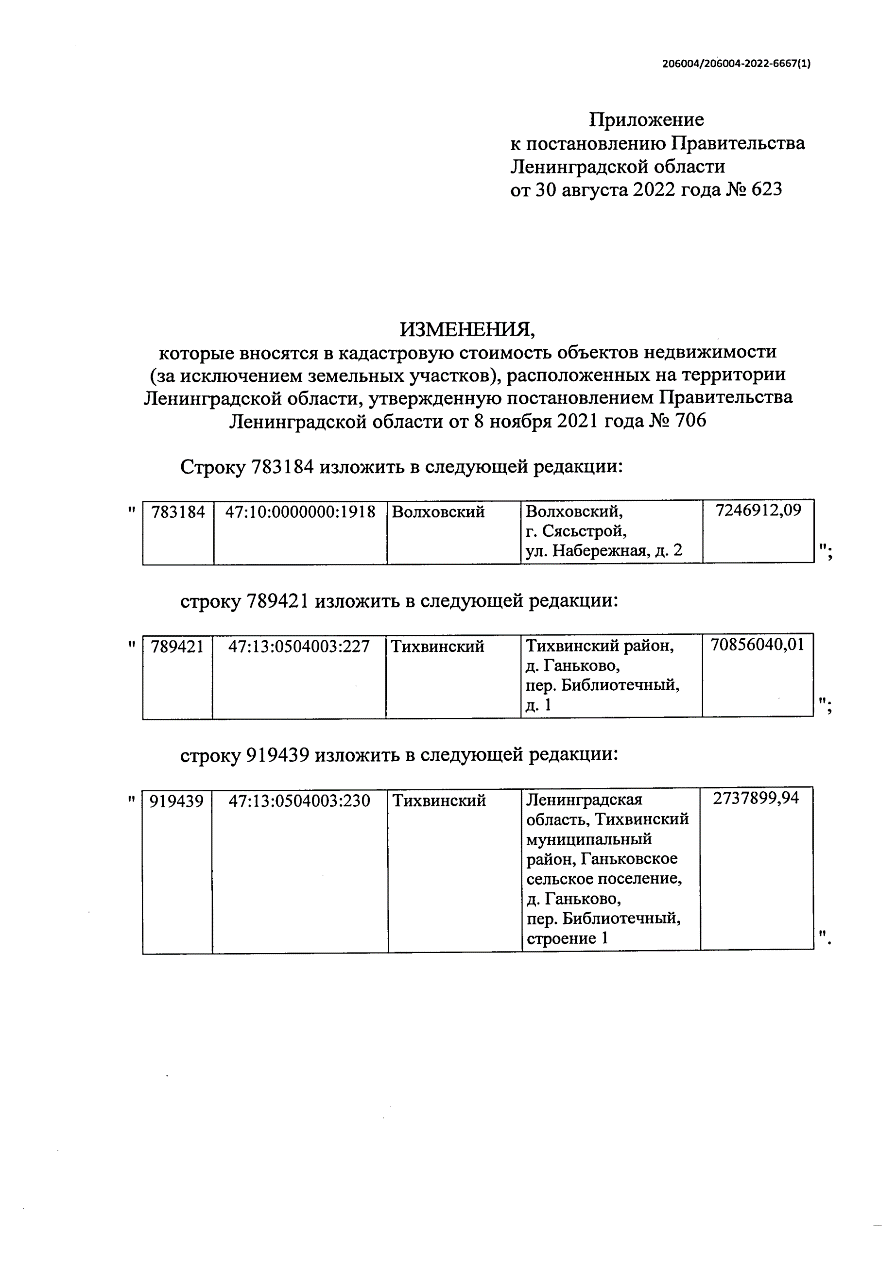 206004/206004-2022-6667(1)
Приложение
к постановлению Правительства
Ленинградской области
от 30 августа 2022 года № 623
ИЗМЕНЕНИЯ,
которые вносятся в кадастровую стоимость объектов недвижимости
(за исключением земельных участков), расположенных на территории
Ленинградской области, утвержденную постановлением Правительства
Ленинградской области от 8 ноября 2021 года № 706
Строку 783184 изложить в следующей редакции:
" 783184 47:10:0000000:1918 Волховский Волховский, 7246912,09
г. Сясьстрой,
ул. Набережная, д. 2 ";
строку 789421 изложить в следующей редакции:
" 789421 47:13:0504003:227 Тихвинский Тихвинский район, 70856040,01
д. Ганьково,
пер. Библиотечный,
д. 1 ";
строку 919439 изложить в следующей редакции:
" 919439 47:13:0504003:230 Тихвинский Ленинградская 2737899,94
область, Тихвинский
муниципальный
район, Ганьковское
сельское поселение,
д. Ганьково,
пер. Библиотечный,
строение 1 ".